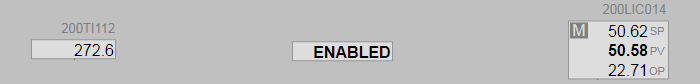 200TI112
272.6
ENABLED
200LIC014
M 50.62 SP
50.58 PV
22.71 OP